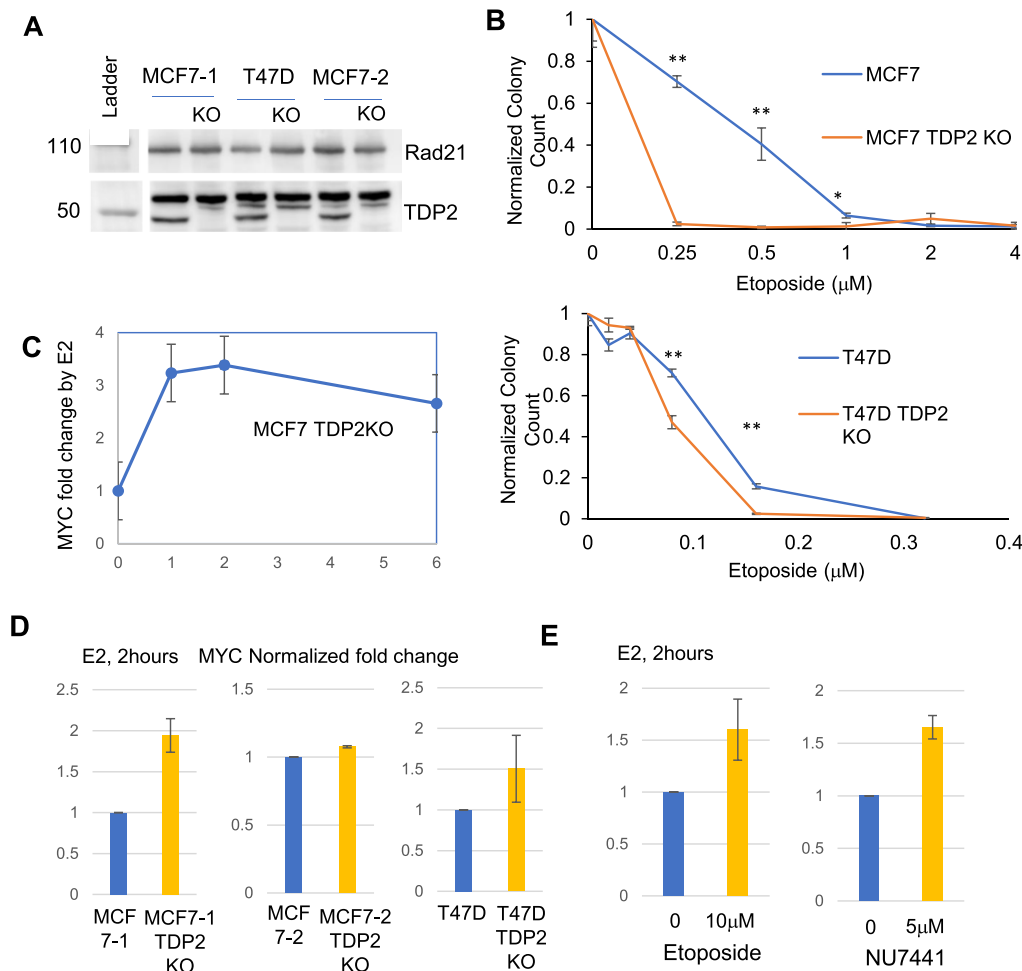 A
Ladder
MCF7-1 T47D MCF7-2
KO KO KO
110 Rad21
50 TDP2
B
Normalized Colony
Count
1
0.8
0.6
0.4
0.2
0
** ** *
MCF7
MCF7 TDP2 KO
0 0.25 0.5 1 2 4
Etoposide (μM)
Normalized Colony
Count
1
0.8
0.6
0.4
0.2
0
** **
T47D
T47D TDP2
KO
0 0.1 0.2 0.3 0.4
Etoposide (μM)
C
MYC fold change by E2
4
3
2
1
0
MCF7 TDP2KO
0 1 2 3 4 5 6
D
E2, 2hours MYC Normalized fold change
2.5
2
1.5
1
0.5
0
MCF
7-1
MCF7-1
TDP2
KO
1.5
1
0.5
0
MCF
7-2
MCF7-2
TDP2
KO
2.5
2
1.5
1
0.5
0
T47D
T47D
TDP2
KO
E
E2, 2hours
2
1.5
1
0.5
0
0 10μM
Etoposide
2
1.5
1
0.5
0
0 5μM
NU7441